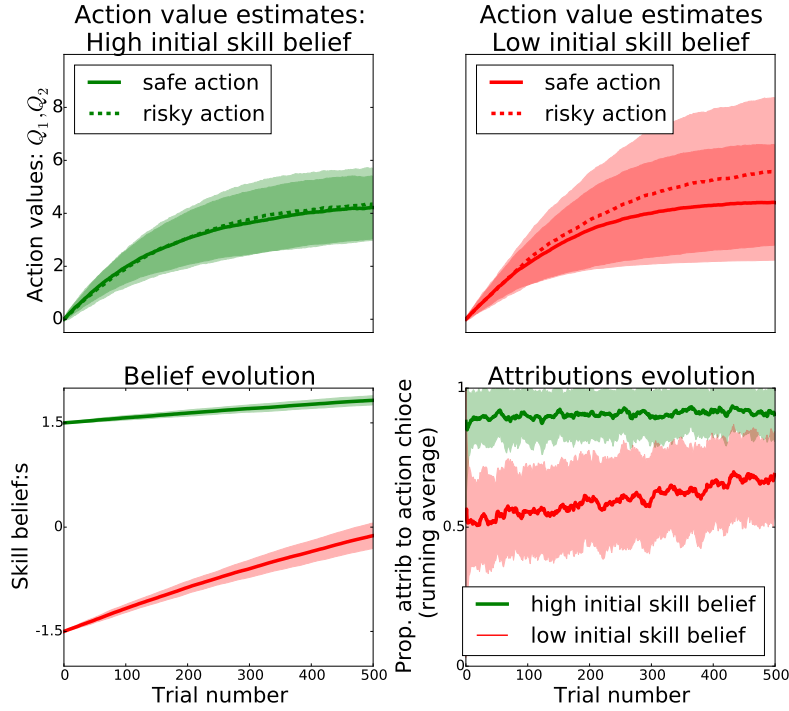 Action value estimates:
High initial skill belief
Action value estimates
Low initial skill belief
safe action
risky action
safe action
risky action
Action values: Q1,Q2
8
6
4
2
0
Belief evolution
Attributions evolution
Skill belief:s
1.5
0
-1.5
0 100 200 300 400 500
Trial number
Prop. attrib to action chioce
(running average)
1
0.5
0
high initial skill belief
low initial skill belief
0 100 200 300 400 500
Trial number